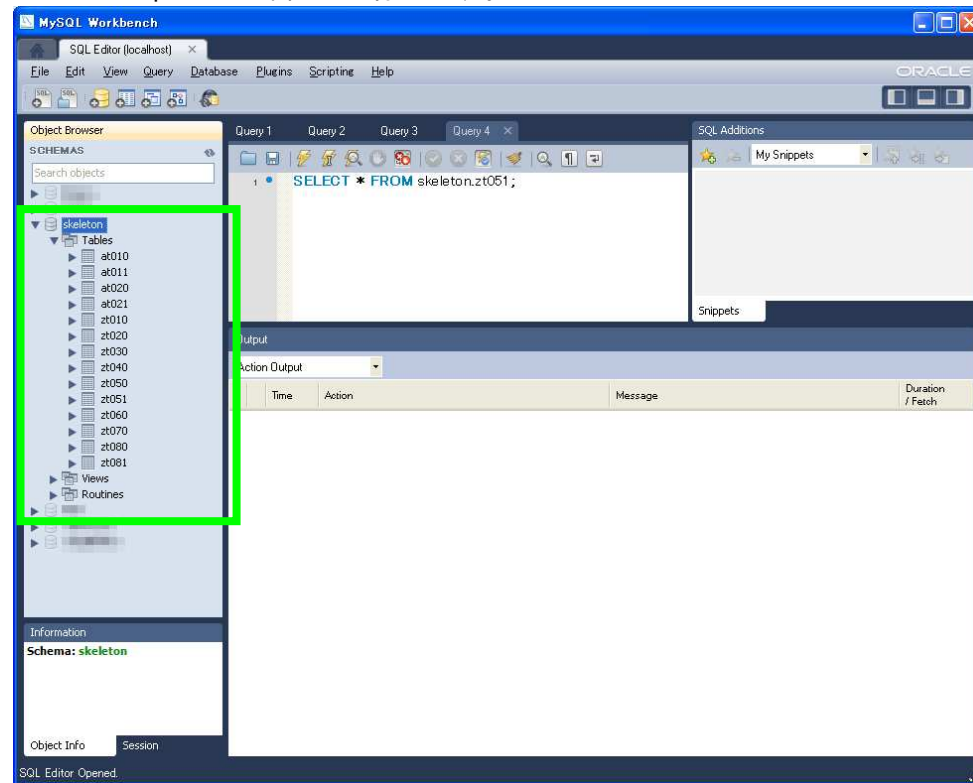 MySQL Workbench
SQL Editor (localhost)
File Edit View Query Database Plugins Scripting Help
ORACLE
Object Browser
Query 1 Query 2 Query 3 Query 4
SQL Additions
SCHEMAS
My Snippets
Search objects
1 SELECT * FROM skeleton.zt051;
skeleton
Tables
at010
at011
at020
at021
zt010
zt020
zt030
zt040
zt050
zt051
zt060
zt070
zt080
zt081
Views
Routines
Snippets
Output
Action Output
Time Action Message Duration / Fetch
Information
Schema: skeleton
Object Info Session
SQL Editor Opened.